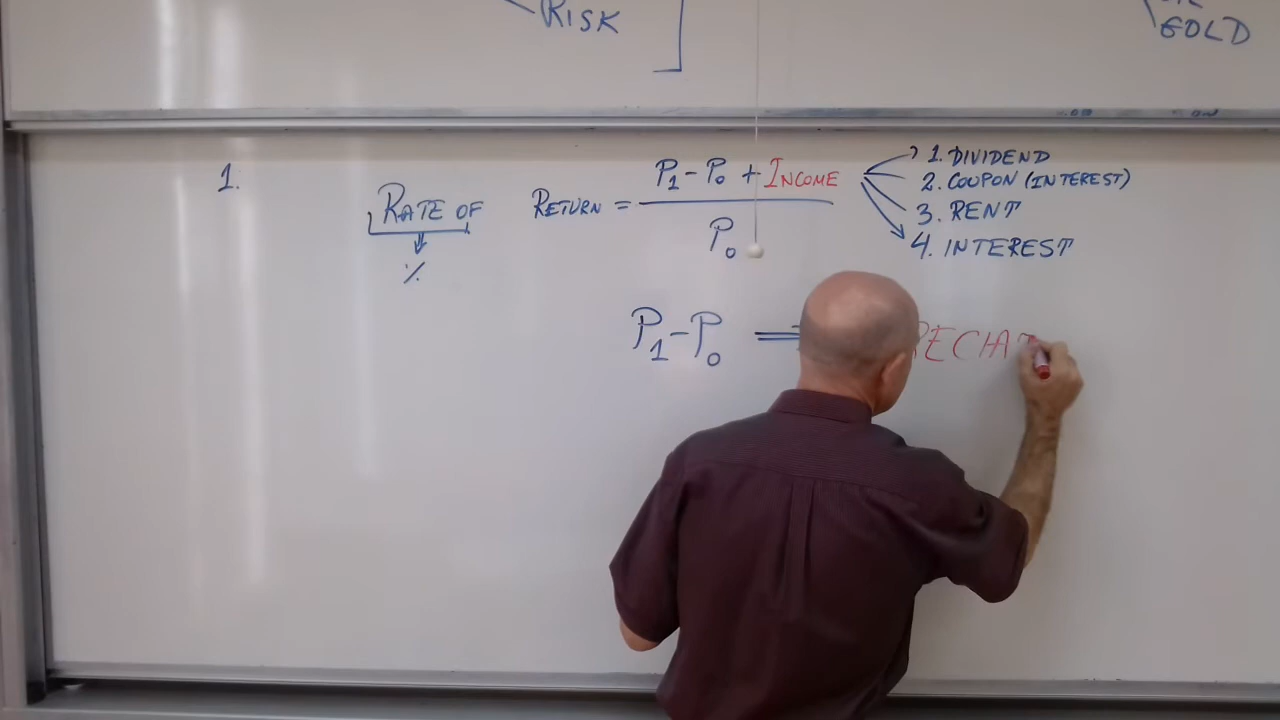 RISK
GOLD
1.
RATE OF RETURN = P₁ - P₀ + INCOME
P₀
%
1. DIVIDEND
2. COUPON (INTEREST)
3. RENT
4. INTEREST
P₁ - P₀ ⇒